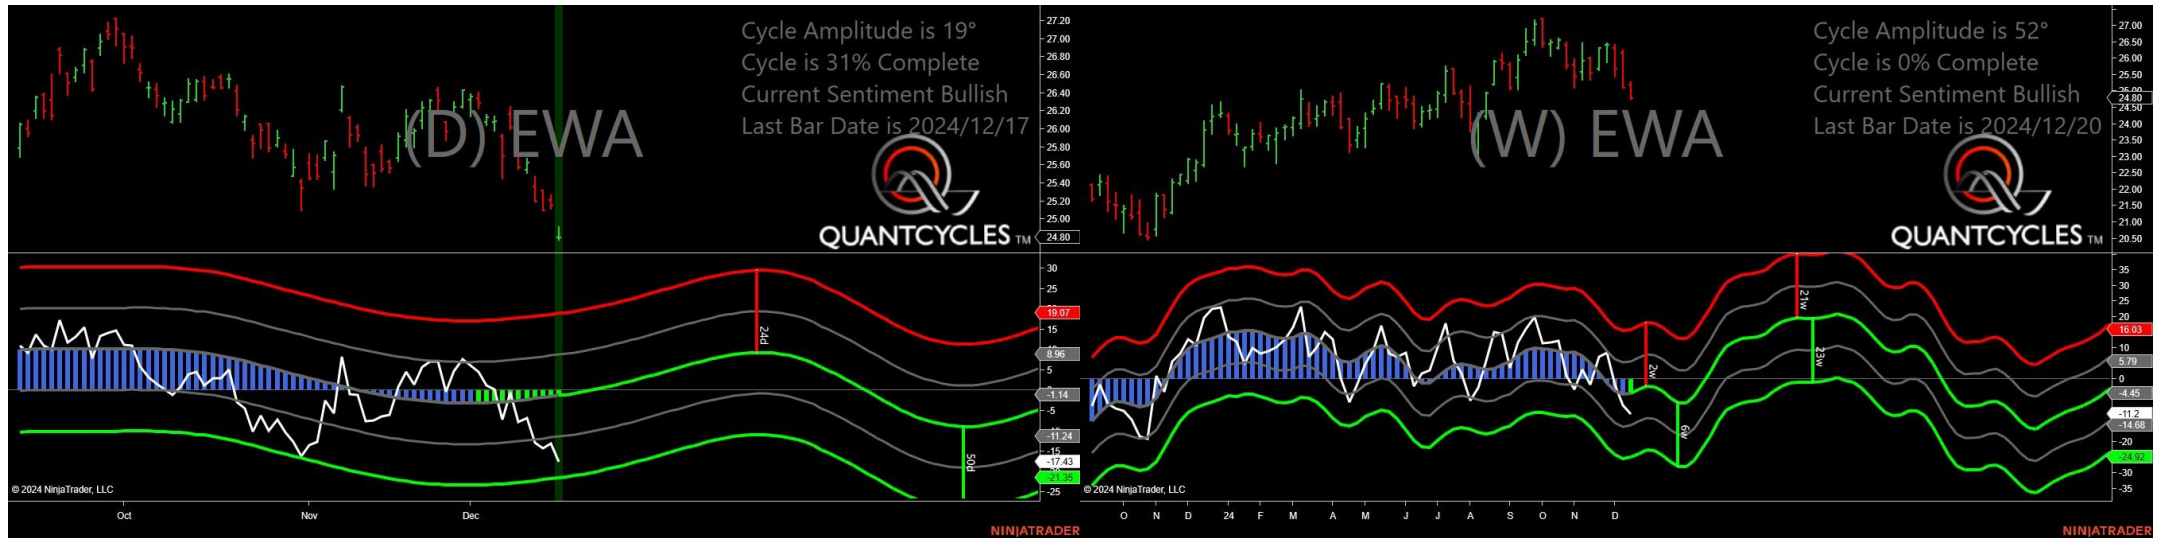 Cycle Amplitude is 19°
Cycle is 31% Complete
Current Sentiment Bullish
Last Bar Date is 2024/12/17
(D) EWA
QUANTCYCLES TM
27.20
27.00
26.80
26.60
26.40
26.20
26.00
25.80
25.60
25.40
25.20
25.00
24.80
30
25
19.07
15
8.96
5
-1.14
-5
-11.24
-15
-17.43
-21.35
-25
24d
50d
© 2024 NinjaTrader, LLC
Oct
Nov
Dec
NINJATRADER
Cycle Amplitude is 52°
Cycle is 0% Complete
Current Sentiment Bullish
Last Bar Date is 2024/12/20
(W) EWA
QUANTCYCLES TM
27.00
26.50
26.00
25.50
25.00
24.80
24.50
24.00
23.50
23.00
22.50
22.00
21.50
21.00
20.50
35
30
25
20
16.03
10
5.79
0
-4.45
-11.2
-14.68
-20
-24.92
-30
-35
2w
6w
21w
23w
© 2024 NinjaTrader, LLC
O N D 24 F M A M J J A S O N D
NINJATRADER